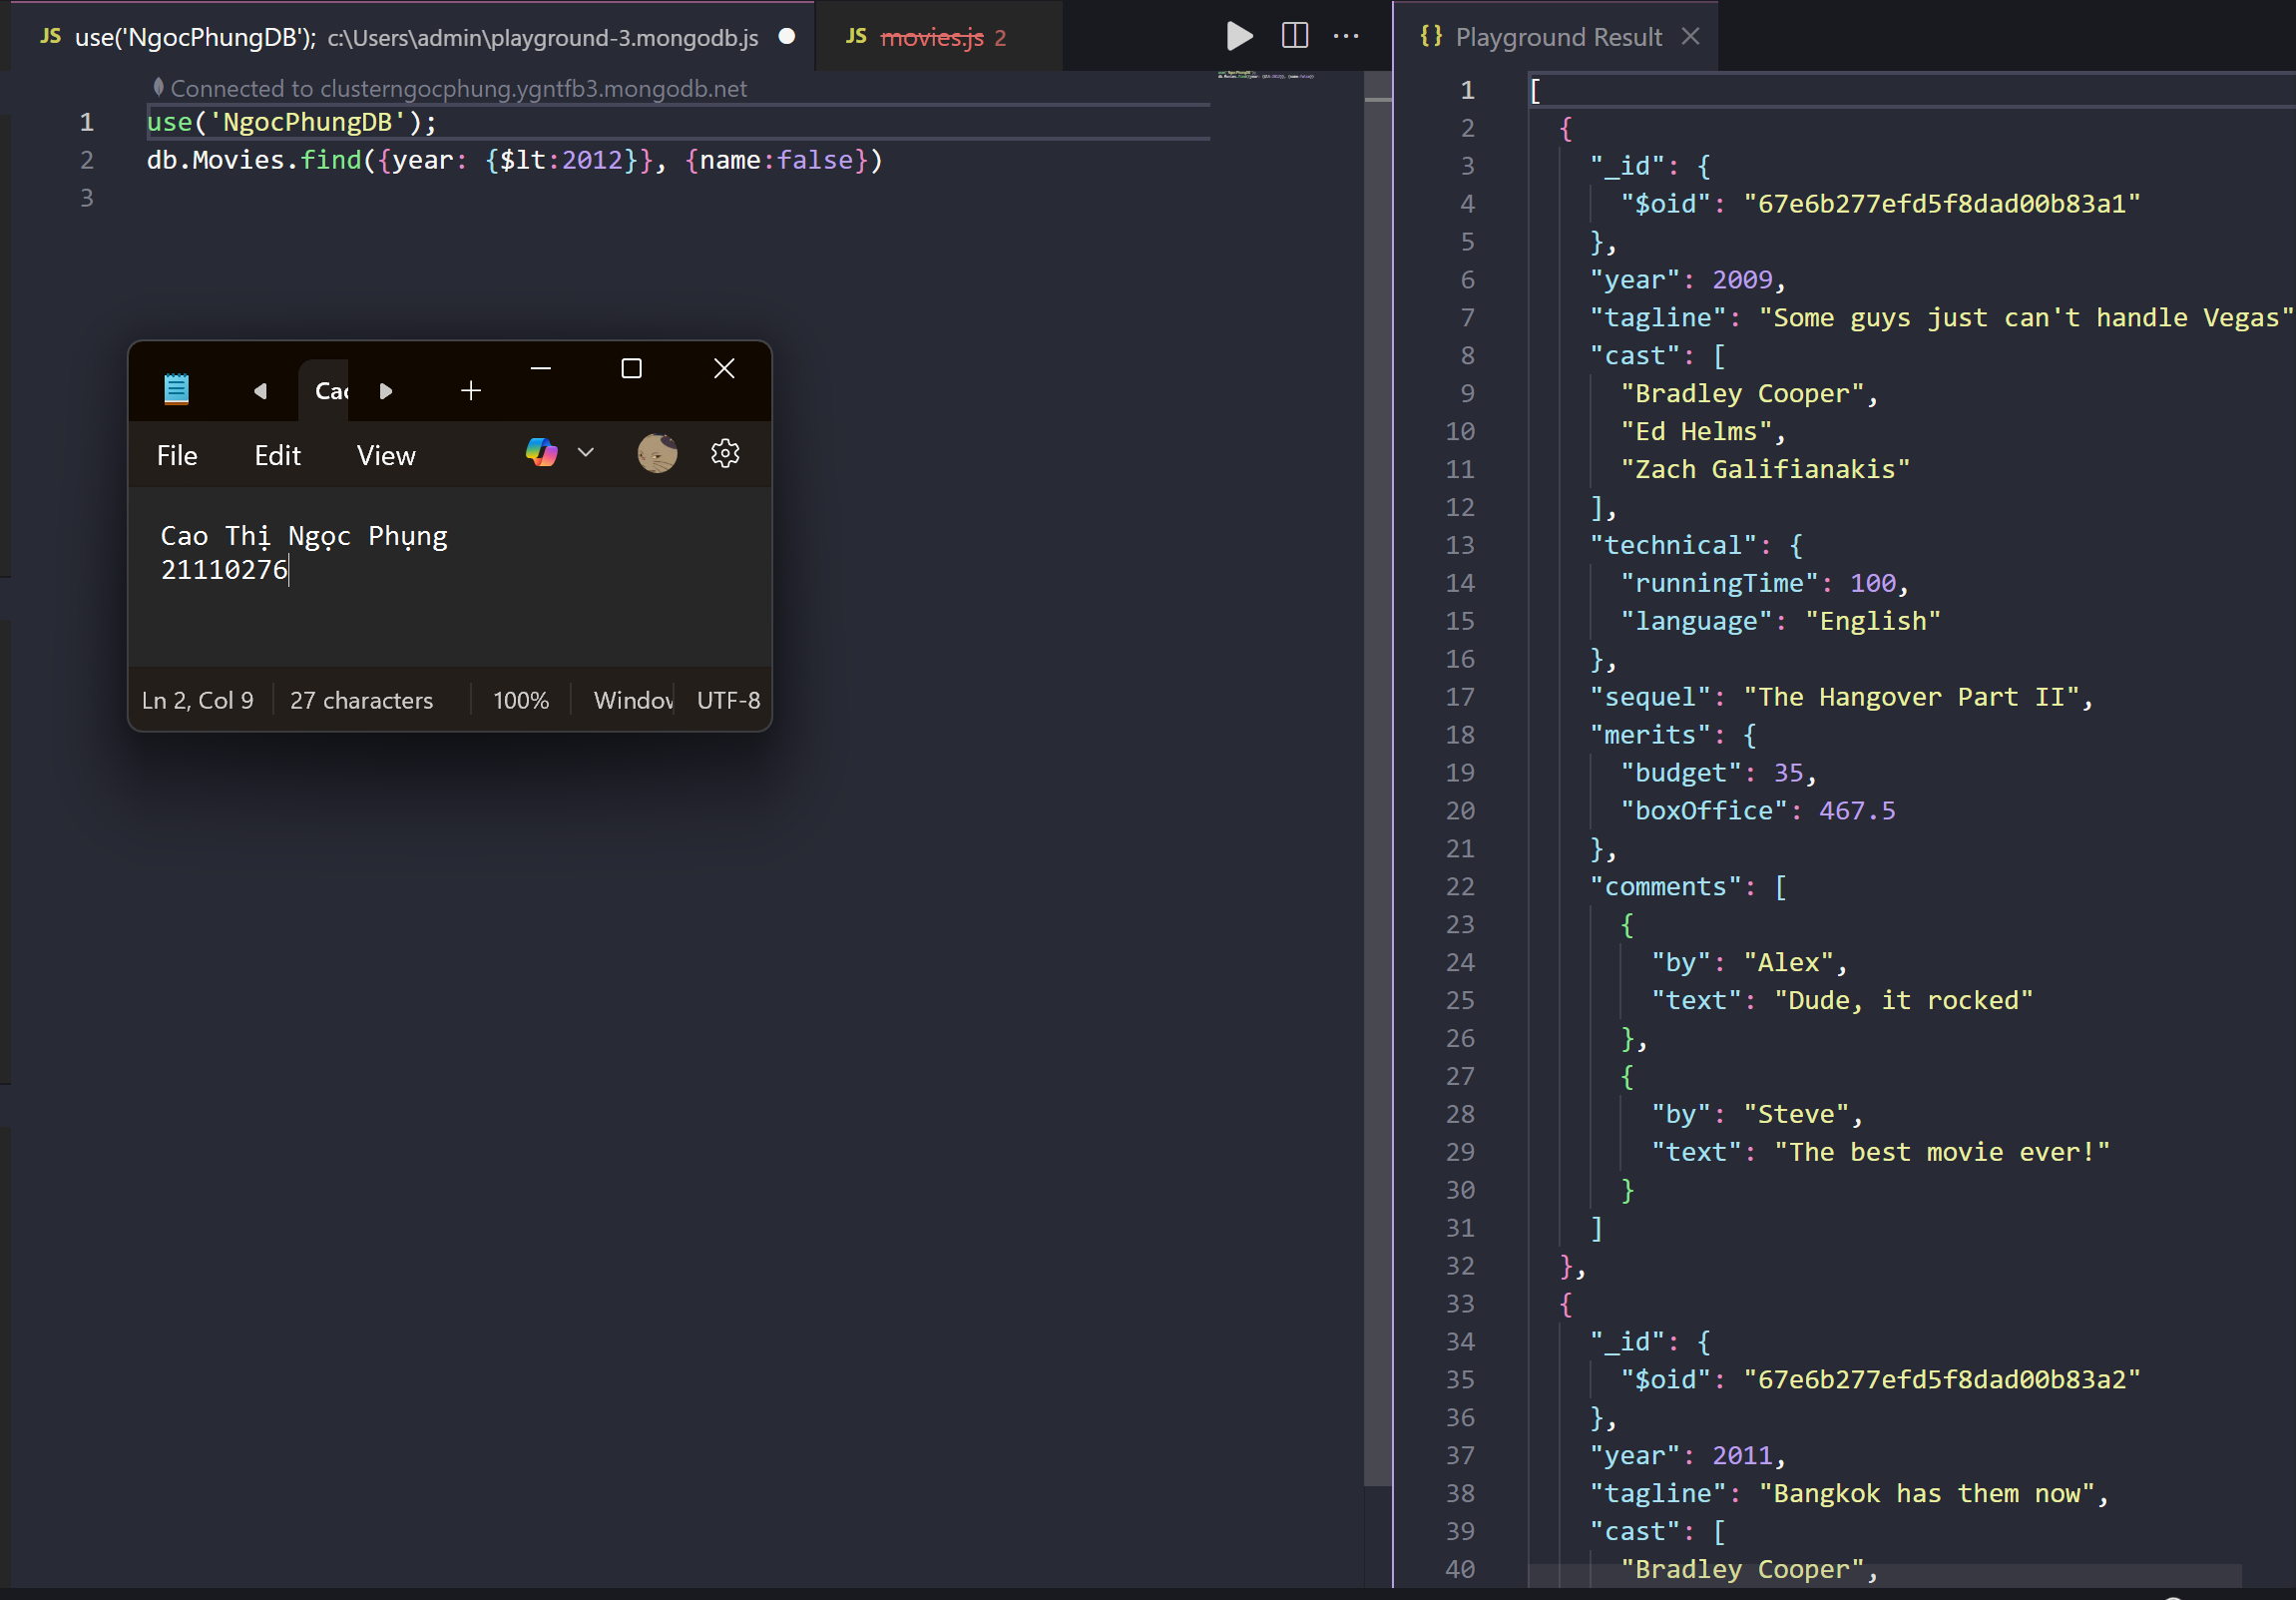 JS use('NgocPhungDB'); c:\Users\admin\playground-3.mongodb.js
JS movies.js 2
Connected to clusterngocphung.ygntfb3.mongodb.net
1 use('NgocPhungDB');
2 db.Movies.find({year: {$lt:2012}}, {name:false})
3
Cao
File Edit View
Cao Thị Ngọc Phụng
21110276
Ln 2, Col 9 27 characters 100% Window UTF-8
{} Playground Result
1 [
2 {
3 "_id": {
4 "$oid": "67e6b277efd5f8dad00b83a1"
5 },
6 "year": 2009,
7 "tagline": "Some guys just can't handle Vegas"
8 "cast": [
9 "Bradley Cooper",
10 "Ed Helms",
11 "Zach Galifianakis"
12 ],
13 "technical": {
14 "runningTime": 100,
15 "language": "English"
16 },
17 "sequel": "The Hangover Part II",
18 "merits": {
19 "budget": 35,
20 "boxOffice": 467.5
21 },
22 "comments": [
23 {
24 "by": "Alex",
25 "text": "Dude, it rocked"
26 },
27 {
28 "by": "Steve",
29 "text": "The best movie ever!"
30 }
31 ]
32 },
33 {
34 "_id": {
35 "$oid": "67e6b277efd5f8dad00b83a2"
36 },
37 "year": 2011,
38 "tagline": "Bangkok has them now",
39 "cast": [
40 "Bradley Cooper",